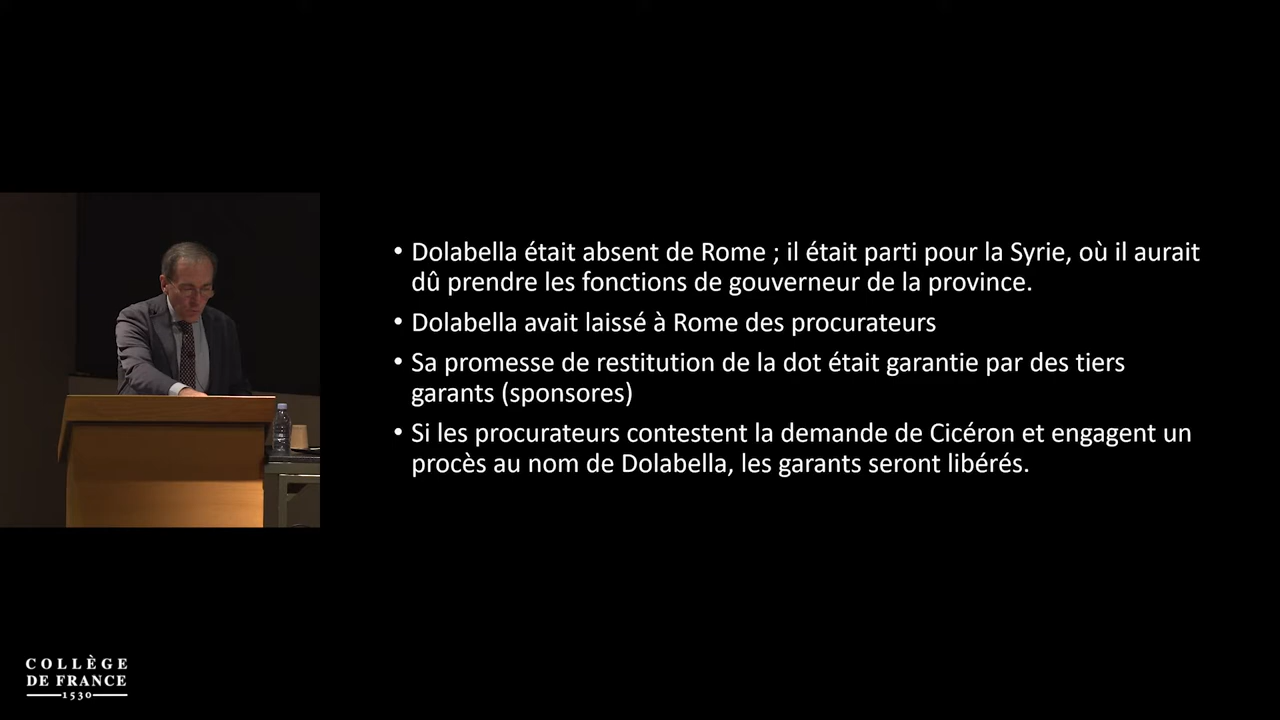 • Dolabella était absent de Rome ; il était parti pour la Syrie, où il aurait
dû prendre les fonctions de gouverneur de la province.
• Dolabella avait laissé à Rome des procurateurs
• Sa promesse de restitution de la dot était garantie par des tiers
garants (sponsores)
• Si les procurateurs contestent la demande de Cicéron et engagent un
procès au nom de Dolabella, les garants seront libérés.
COLLÈGE
DE FRANCE
1530